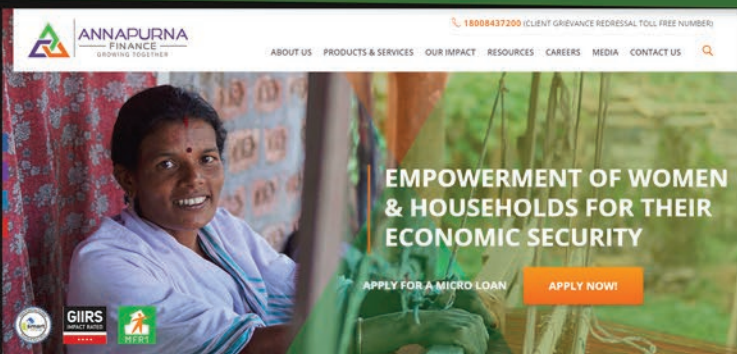 ANNAPURNA
FINANCE
GROWING TOGETHER
18008437200 (CLIENT GRIEVANCE REDRESSAL TOLL FREE NUMBER)
ABOUT US PRODUCTS & SERVICES OUR IMPACT RESOURCES CAREERS MEDIA CONTACT US
EMPOWERMENT OF WOMEN
& HOUSEHOLDS FOR THEIR
ECONOMIC SECURITY
APPLY FOR A MICRO LOAN APPLY NOW!
GIIRS
IMPACT RATED